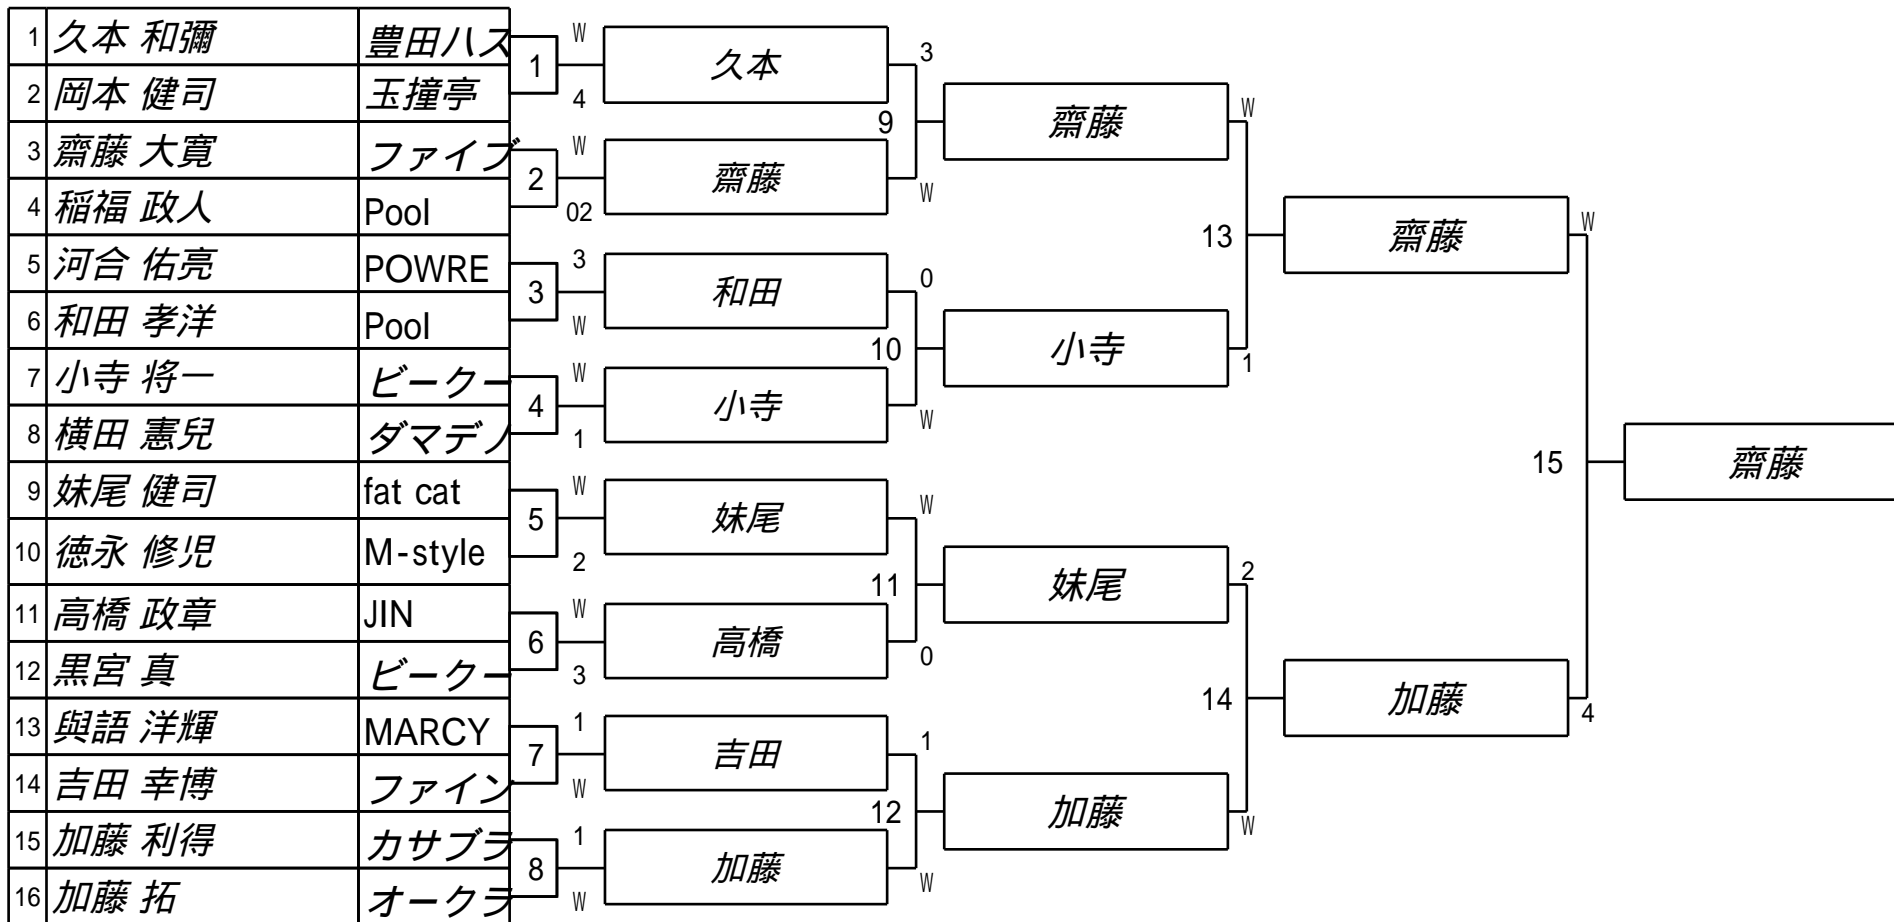 1 久本 和彌 豊田ハス
2 岡本 健司 玉撞亭
3 齋藤 大寛 ファイブ
4 稲福 政人 Pool
5 河合 佑亮 POWRE
6 和田 孝洋 Pool
7 小寺 将一 ビークー
8 横田 憲兒 ダマデノ
9 妹尾 健司 fat cat
10 徳永 修児 M-style
11 高橋 政章 JIN
12 黒宮 真 ビークー
13 與語 洋輝 MARCY
14 吉田 幸博 ファイン
15 加藤 利得 カサブラ
16 加藤 拓 オークラ
1 W 4
2 W 02
3 3 W
4 W 1
5 W 2
6 W 3
7 1 W
8 1 W
久本 3
齋藤 W
和田 0
小寺 W
妹尾 W
高橋 0
吉田 1
加藤 W
9
10
11
12
齋藤 W
小寺 1
妹尾 2
加藤 W
13
14
齋藤 W
加藤 4
15
齋藤